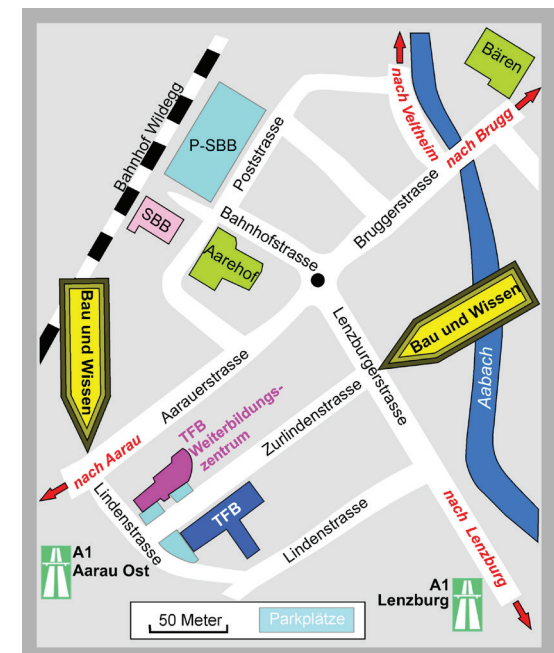 Bären
nach Veltheim
nach Brugg
Bahnhof Wildegg
P-SBB
Poststrasse
SBB
Bahnhofstrasse
Bruggerstrasse
Aarehof
Bau und Wissen
Bau und Wissen
Aarauerstrasse
Lenzburgerstrasse
Aabach
TFB
Weiterbildungs-
zentrum
Zurlindenstrasse
nach Aarau
Lindenstrasse
TFB
Lindenstrasse
nach Lenzburg
A1
Aarau Ost
A1
Lenzburg
50 Meter
Parkplätze